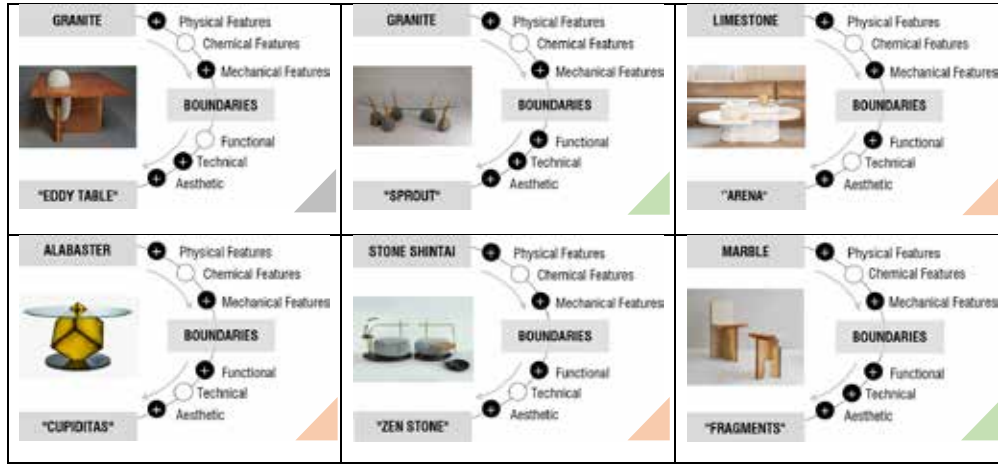 GRANITE
Physical Features
Chemical Features
Mechanical Features
BOUNDARIES
Functional
Technical
Aesthetic
"EDDY TABLE"
GRANITE
Physical Features
Chemical Features
Mechanical Features
BOUNDARIES
Functional
Technical
Aesthetic
"SPROUT"
LIMESTONE
Physical Features
Chemical Features
Mechanical Features
BOUNDARIES
Functional
Technical
Aesthetic
"ARENA"
ALABASTER
Physical Features
Chemical Features
Mechanical Features
BOUNDARIES
Functional
Technical
Aesthetic
"CUPIDITAS"
STONE SHINTAI
Physical Features
Chemical Features
Mechanical Features
BOUNDARIES
Functional
Technical
Aesthetic
"ZEN STONE"
MARBLE
Physical Features
Chemical Features
Mechanical Features
BOUNDARIES
Functional
Technical
Aesthetic
"FRAGMENTS"